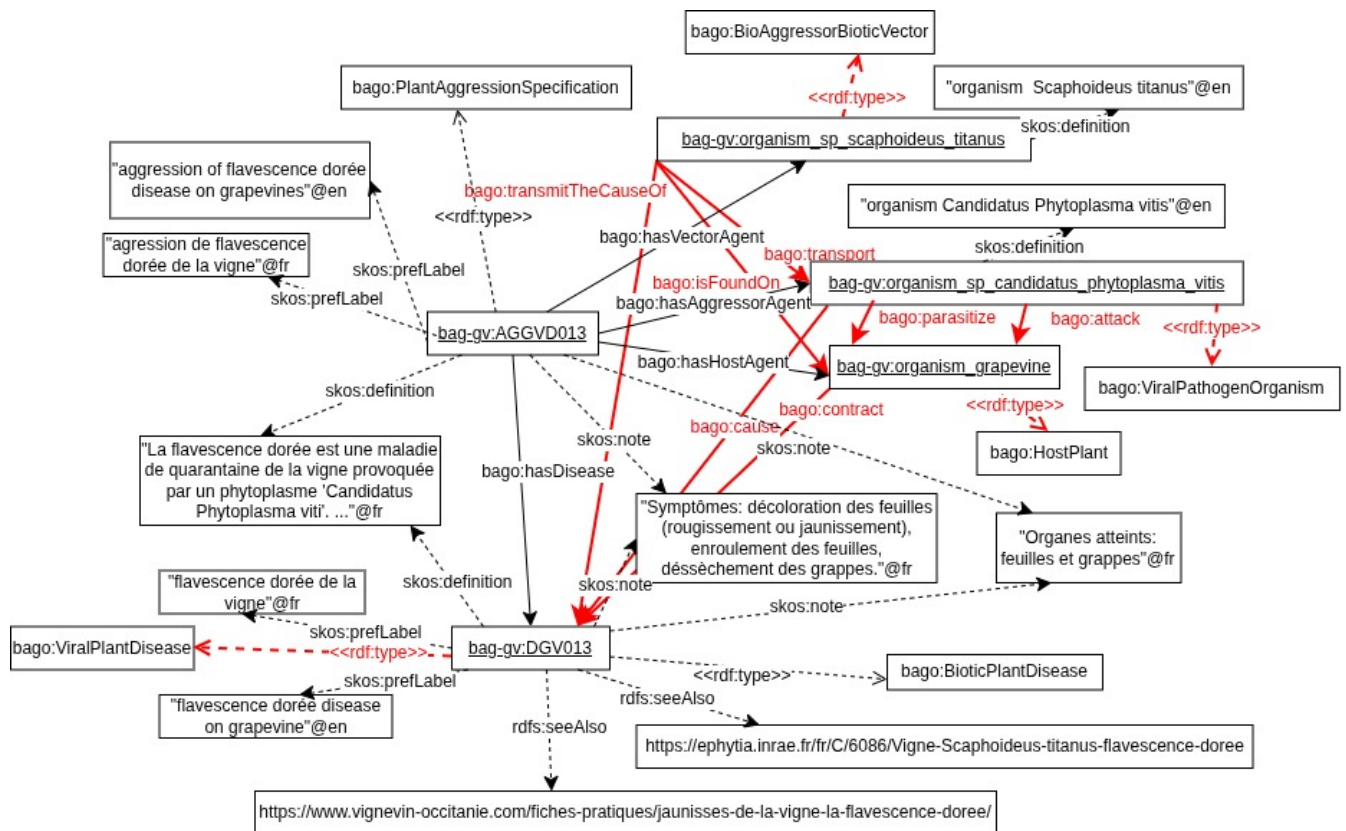 bago:BioAggressorBioticVector
bago:PlantAggressionSpecification
<<rdf:type>>
"organism  Scaphoideus titanus"@en
skos:definition
bag-gv:organism_sp_scaphoideus_titanus
"aggression of flavescence dorée
disease on grapevines"@en
bago:transmitTheCauseOf
<<rdf:type>>
"organism Candidatus Phytoplasma vitis"@en
"agression de flavescence
dorée de la vigne"@fr
bago:hasVectorAgent
skos:definition
skos:prefLabel
bago:transport
skos:prefLabel
bago:isFoundOn
bag-gv:organism_sp_candidatus_phytoplasma_vitis
bago:hasAggressorAgent
bago:parasitize
bago:attack
<<rdf:type>>
bag-gv:AGGVD013
bago:hasHostAgent
bag-gv:organism_grapevine
bago:ViralPathogenOrganism
skos:definition
<<rdf:type>>
bago:contract
bago:cause
skos:note
skos:note
bago:HostPlant
"La flavescence dorée est une maladie
de quarantaine de la vigne provoquée
par un phytoplasme 'Candidatus
Phytoplasma viti'. ..."@fr
bago:hasDisease
"Symptômes: décoloration des feuilles
(rougissement ou jaunissement),
enroulement des feuilles,
déssèchement des grappes."@fr
"Organes atteints:
feuilles et grappes"@fr
skos:definition
skos:note
skos:note
"flavescence dorée de la
vigne"@fr
skos:prefLabel
bago:ViralPlantDisease
<<rdf:type>>
bag-gv:DGV013
skos:prefLabel
<<rdf:type>>
bago:BioticPlantDisease
"flavescence dorée disease
on grapevine"@en
rdfs:seeAlso
rdfs:seeAlso
https://ephytia.inrae.fr/fr/C/6086/Vigne-Scaphoideus-titanus-flavescence-doree
https://www.vignevin-occitanie.com/fiches-pratiques/jaunisses-de-la-vigne-la-flavescence-doree/